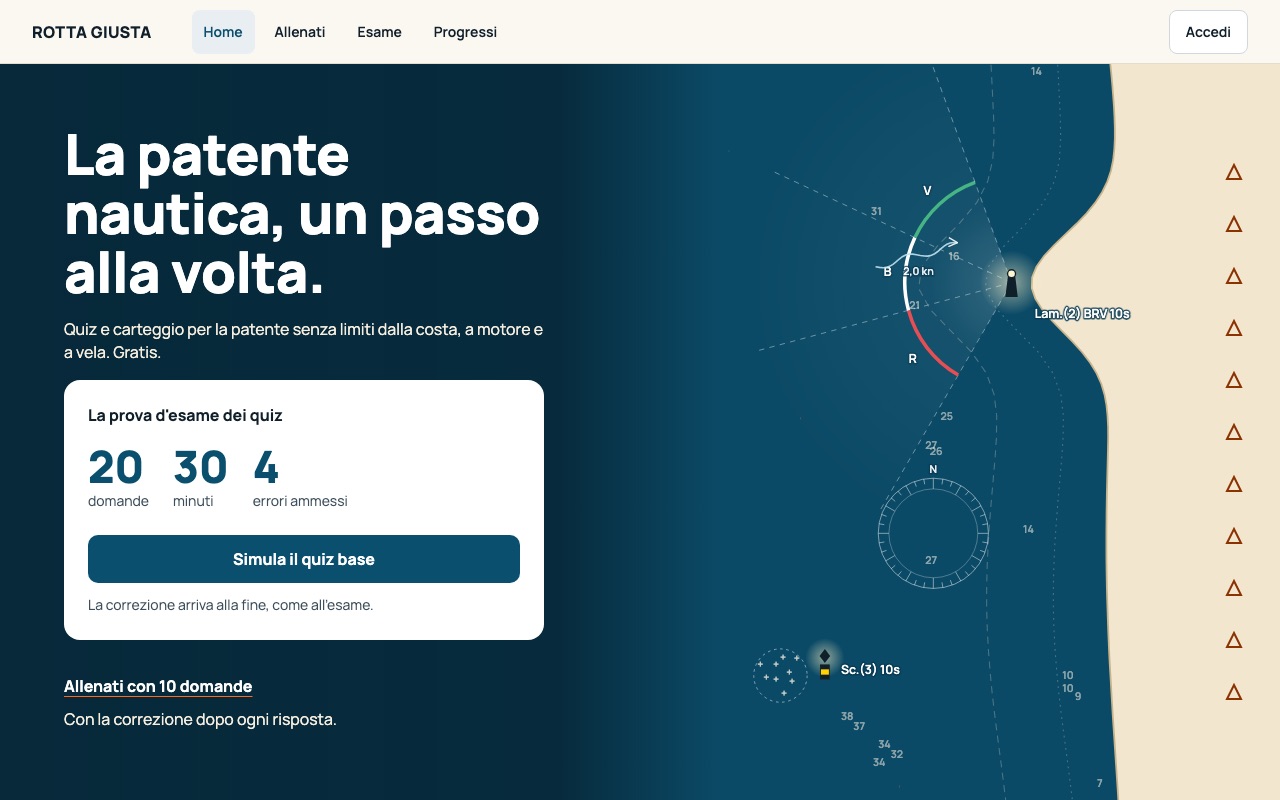 ROTTA GIUSTA
Home
Allenati
Esame
Progressi
Accedi
La patente
nautica, un passo
alla volta.
Quiz e carteggio per la patente senza limiti dalla costa, a motore e
a vela. Gratis.
La prova d'esame dei quiz
20 30 4
domande minuti errori ammessi
Simula il quiz base
La correzione arriva alla fine, come all'esame.
Allenati con 10 domande
Con la correzione dopo ogni risposta.
14
V
31
16
B 2,0 kn
21
Lam.(2) BRV 10s
R
25
27
26
N
14
27
Sc.(3) 10s
10
10
9
38
37
34
32
34
7